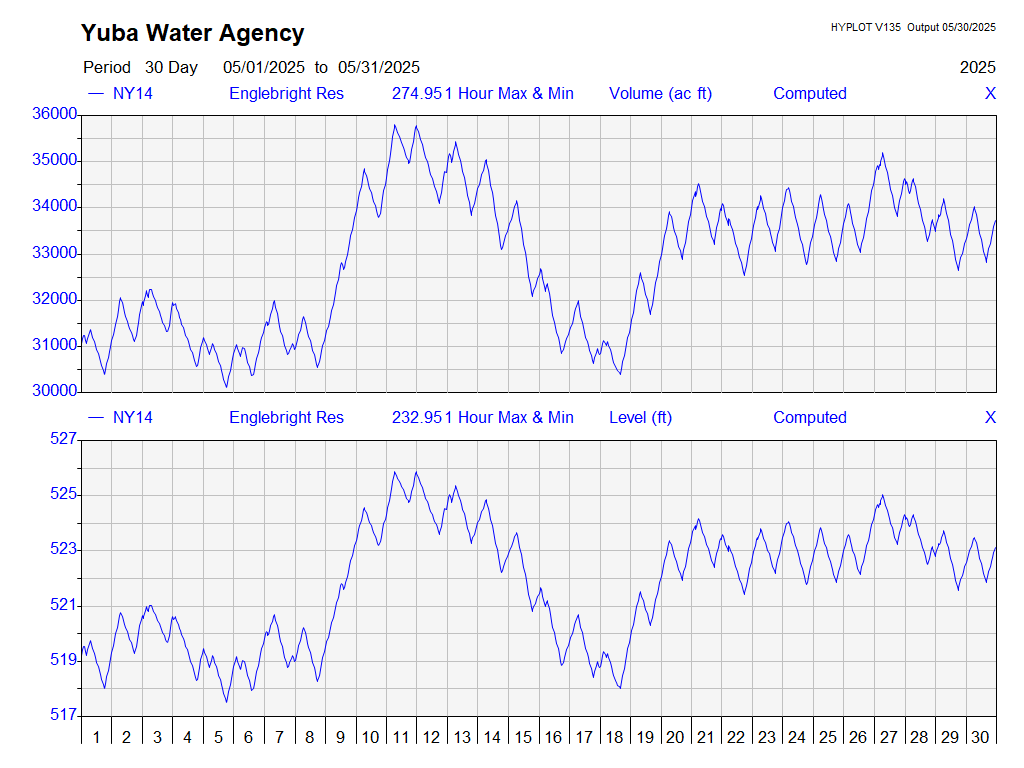 Yuba Water Agency
HYPLOT V135 Output 05/30/2025
Period 30 Day 05/01/2025 to 05/31/2025 2025
— NY14 Englebright Res 274.951 Hour Max & Min Volume (ac ft) Computed X
36000
35000
34000
33000
32000
31000
30000
— NY14 Englebright Res 232.951 Hour Max & Min Level (ft) Computed X
527
525
523
521
519
517
1 2 3 4 5 6 7 8 9 10 11 12 13 14 15 16 17 18 19 20 21 22 23 24 25 26 27 28 29 30